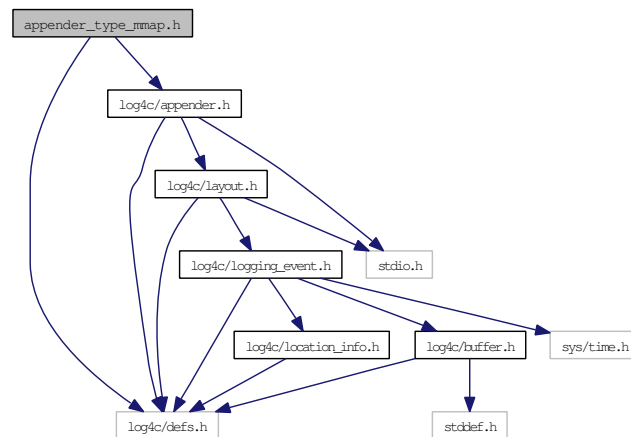 appender_type_mmap.h
log4c/appender.h
log4c/layout.h
log4c/logging_event.h
stdio.h
log4c/location_info.h
log4c/buffer.h
sys/time.h
log4c/defs.h
stddef.h